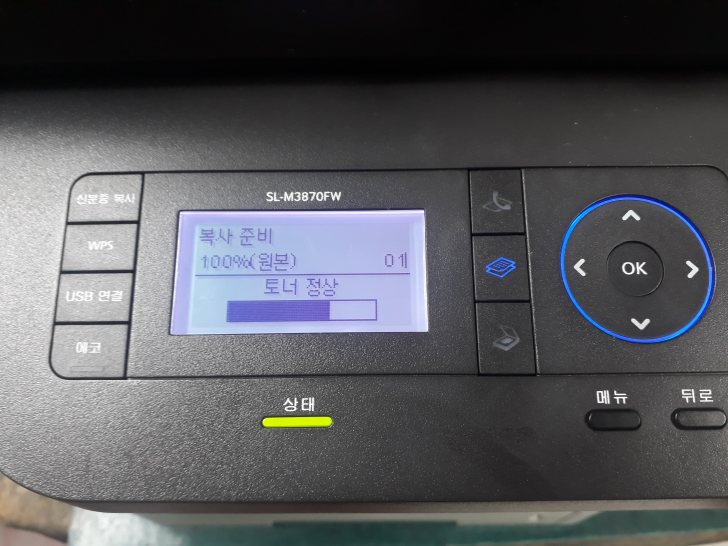 SL-M3870FW
신분증 복사
WPS
USB 연결
에코
복사 준비
100%(원본) 01
토너 정상
OK
상태
메뉴
뒤로